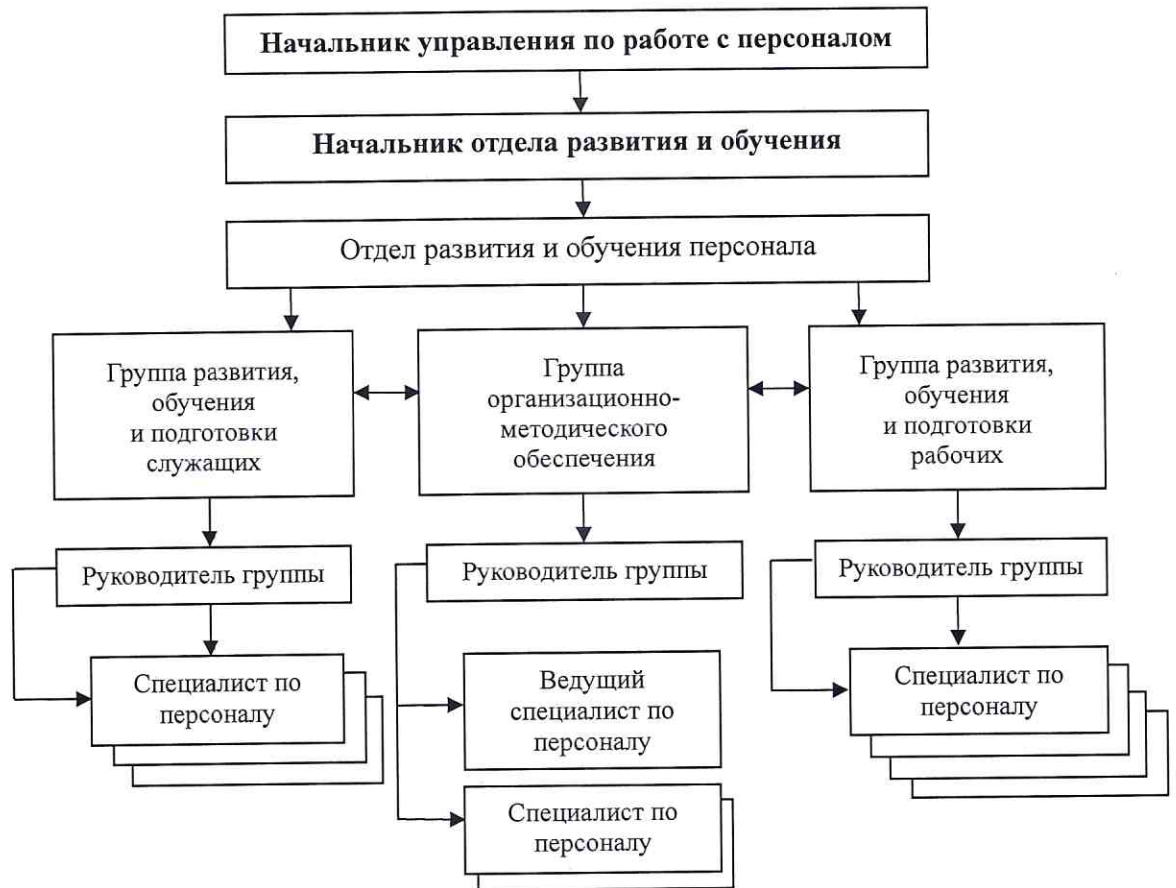 Начальник управления по работе с персоналом
Начальник отдела развития и обучения
Отдел развития и обучения персонала
Группа развития,
обучения
и подготовки
служащих
Группа
организационно-
методического
обеспечения
Группа развития,
обучения
и подготовки
рабочих
Руководитель группы
Руководитель группы
Руководитель группы
Специалист по
персоналу
Ведущий
специалист по
персоналу
Специалист по
персоналу
Специалист по
персоналу